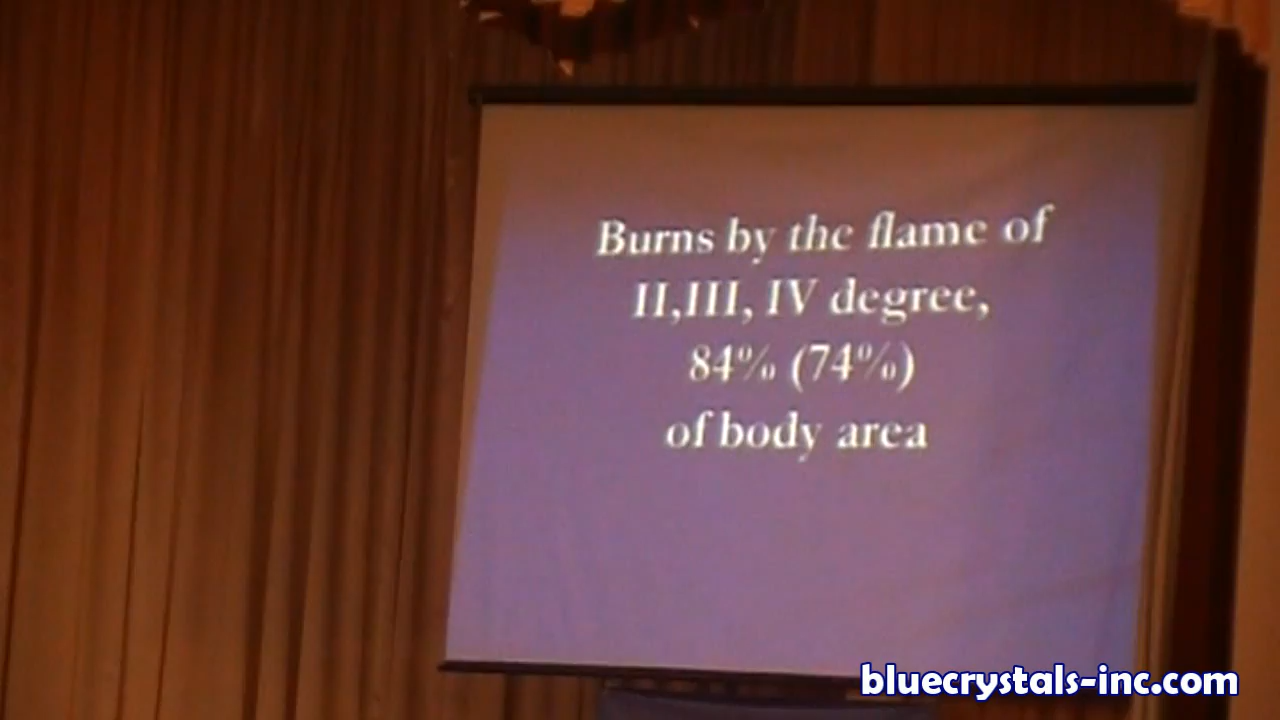 Burns by the flame of
II,III, IV degree,
84% (74%)
of body area
bluecrystals-inc.com